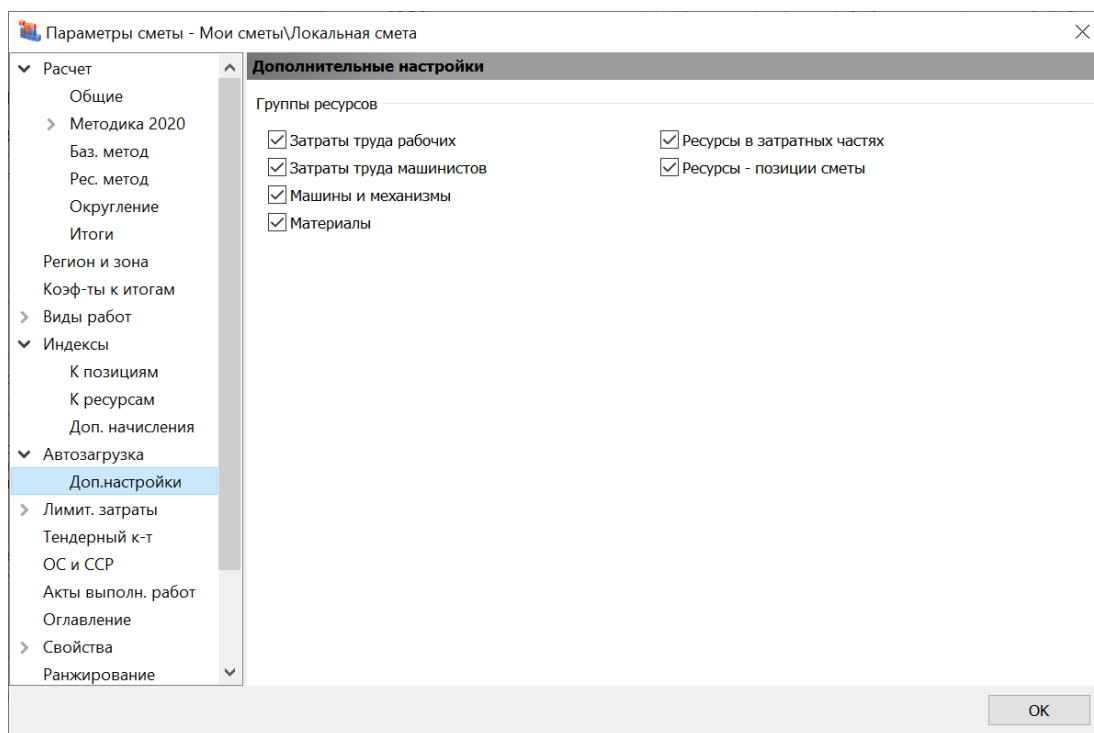 Параметры сметы - Мои сметы\Локальная смета
Расчет
Общие
Методика 2020
Баз. метод
Рес. метод
Округление
Итоги
Регион и зона
Коэф-ты к итогам
Виды работ
Индексы
К позициям
К ресурсам
Доп. начисления
Автозагрузка
Доп.настройки
Лимит. затраты
Тендерный к-т
ОС и ССР
Акты выполн. работ
Оглавление
Свойства
Ранжирование
Дополнительные настройки
Группы ресурсов
Затраты труда рабочих
Затраты труда машинистов
Машины и механизмы
Материалы
Ресурсы в затратных частях
Ресурсы - позиции сметы
ОК